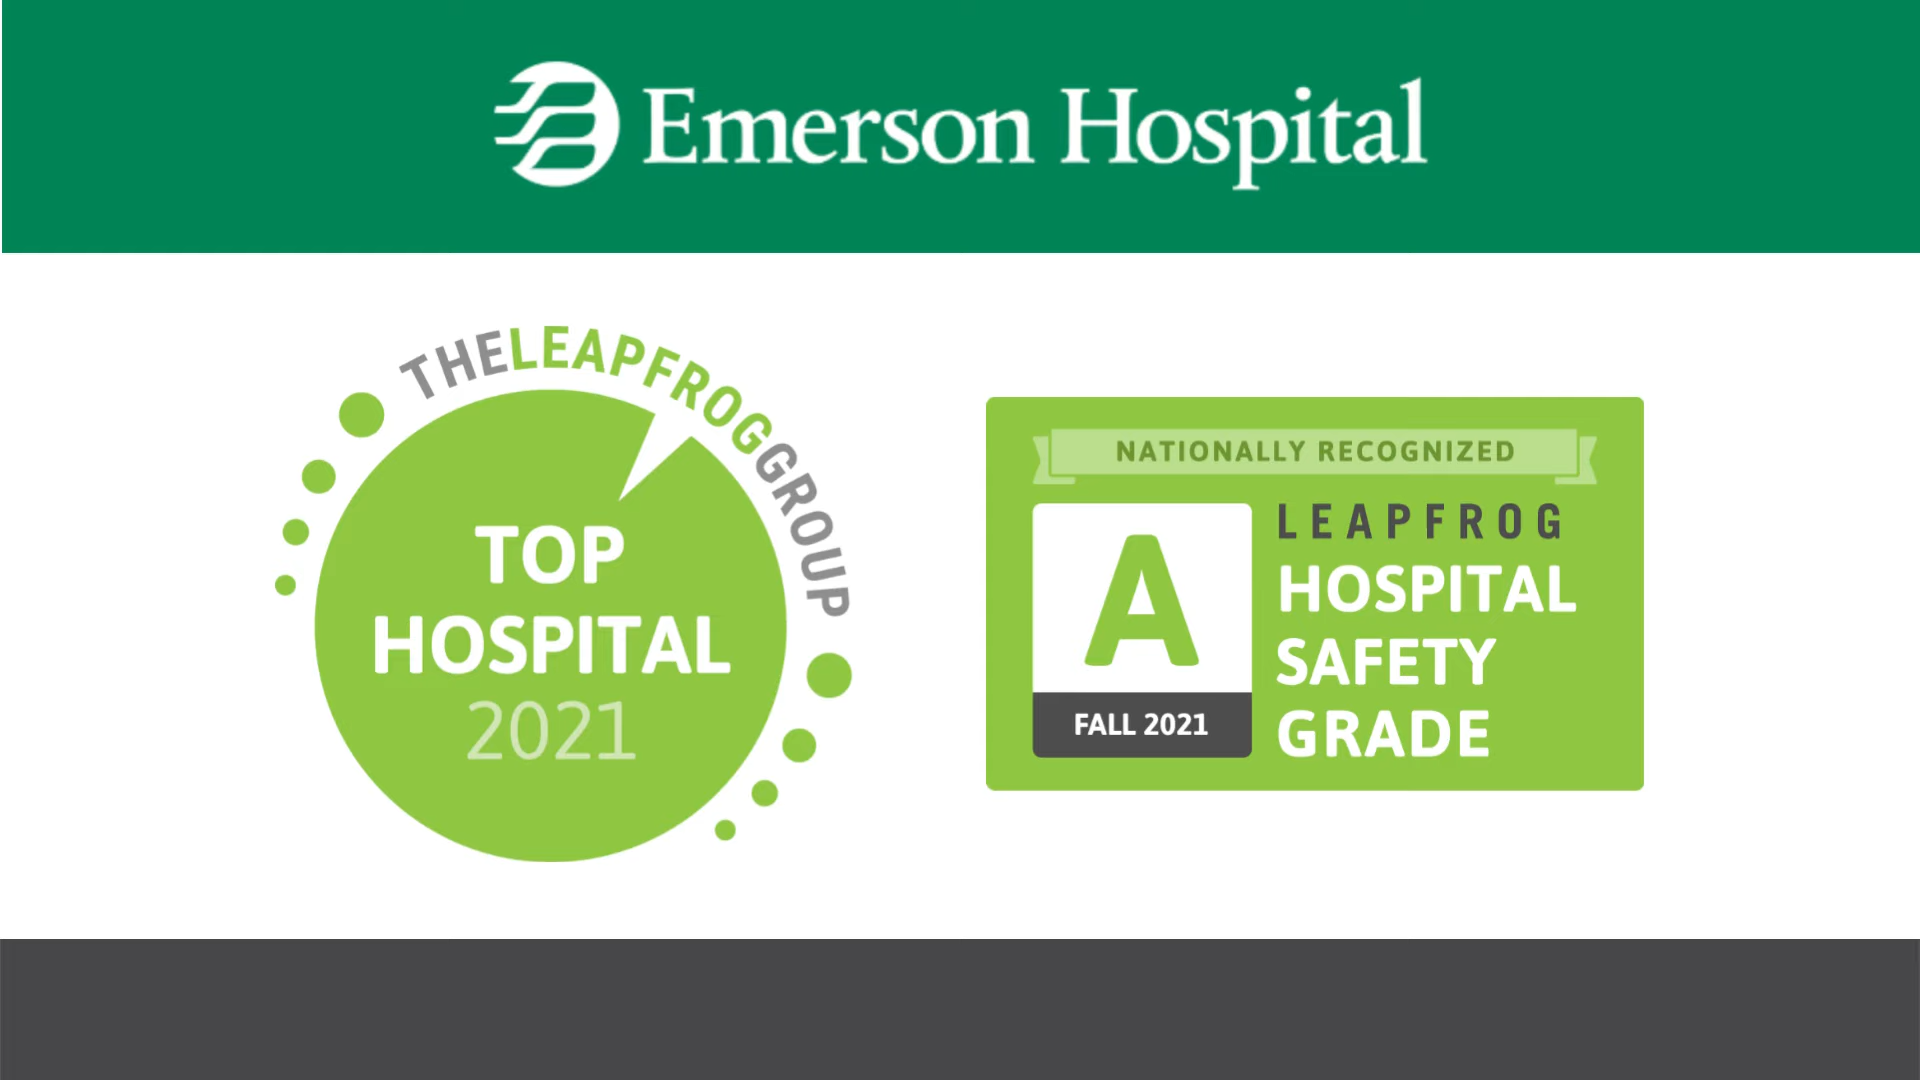 Emerson Hospital
THELEAPFROGGROUP
TOP
HOSPITAL
2021
NATIONALLY RECOGNIZED
A
FALL 2021
LEAPFROG
HOSPITAL
SAFETY
GRADE